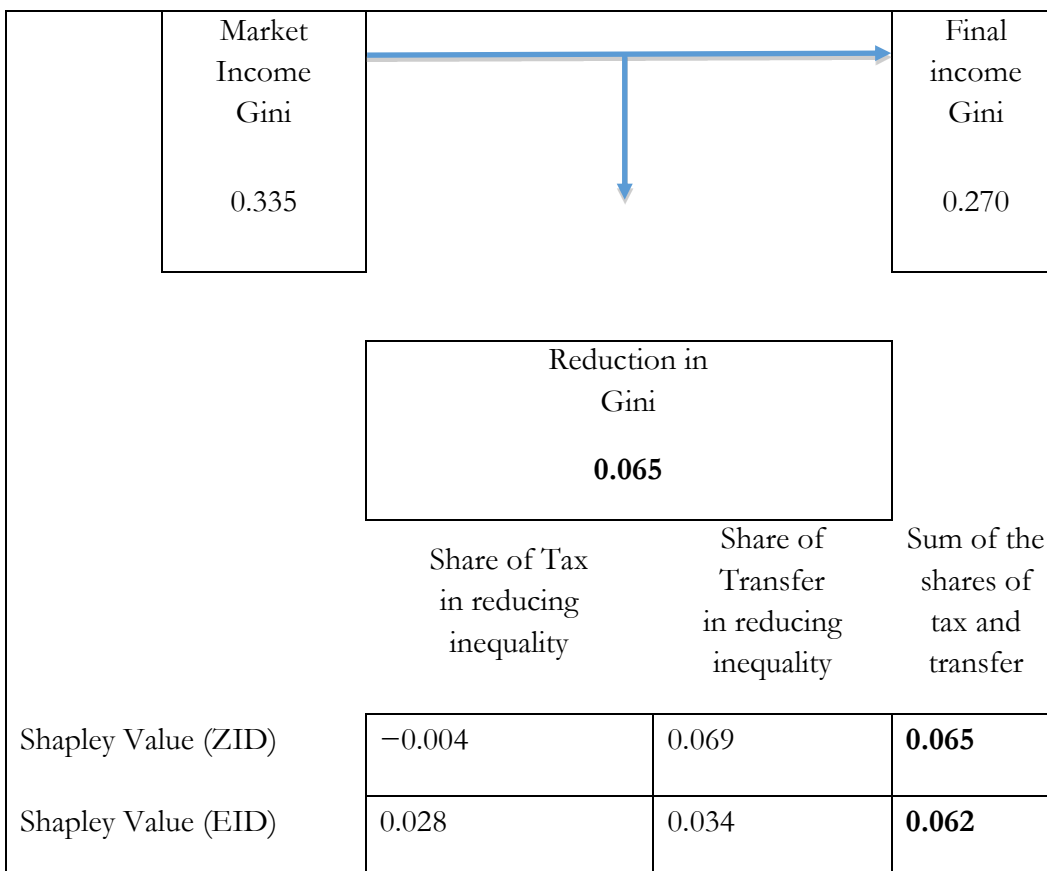 Market
Income
Gini
0.335
Final
income
Gini
0.270
Reduction in
Gini
0.065
Share of Tax
in reducing
inequality
Share of
Transfer
in reducing
inequality
Sum of the
shares of
tax and
transfer
Shapley Value (ZID) −0.004 0.069 0.065
Shapley Value (EID) 0.028 0.034 0.062